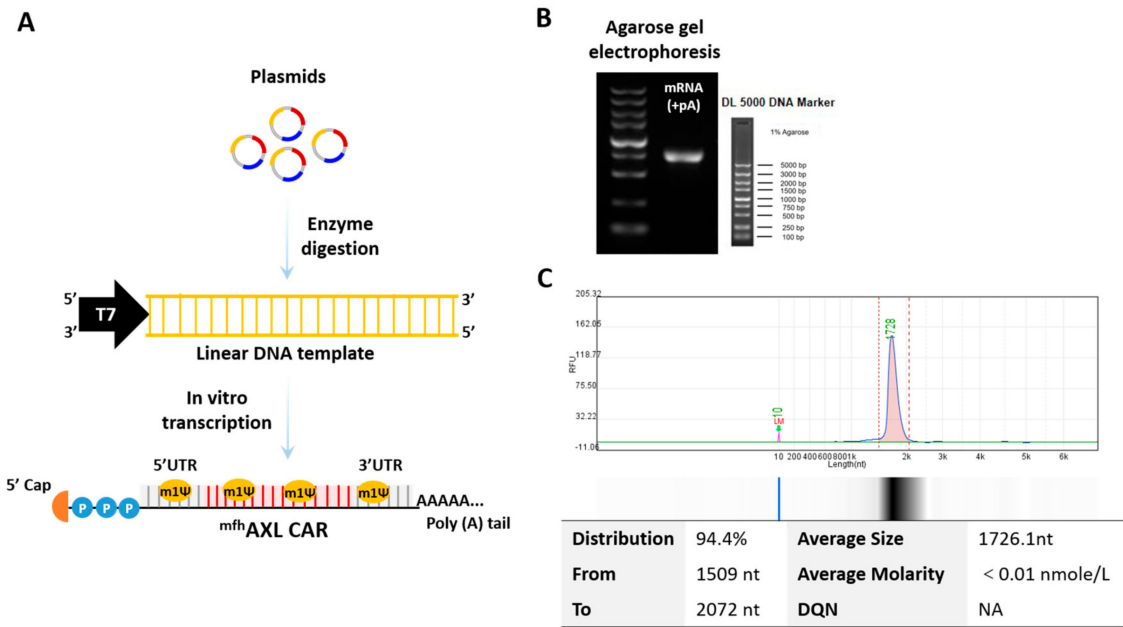 A
Plasmids
Enzyme
digestion
5’
3’
T7
3’
5’
Linear DNA template
In vitro
transcription
5’UTR
3’UTR
5’ Cap
P P P
m1Ψ m1Ψ m1Ψ m1Ψ
AAAAA...
Poly (A) tail
mfhAXL CAR
B
Agarose gel
electrophoresis
mRNA
(+pA)
DL 5000 DNA Marker
1% Agarose
5000 bp
3000 bp
2000 bp
1500 bp
1000 bp
750 bp
500 bp
250 bp
100 bp
C
205.32
162.05
118.77
75.50
32.22
-11.06
RFU
10
LM
1728
10 200 400 600 800 1k 2k 3k 4k 5k 6k
Length(nt)
Distribution 94.4% Average Size 1726.1nt
From 1509 nt Average Molarity < 0.01 nmole/L
To 2072 nt DQN NA